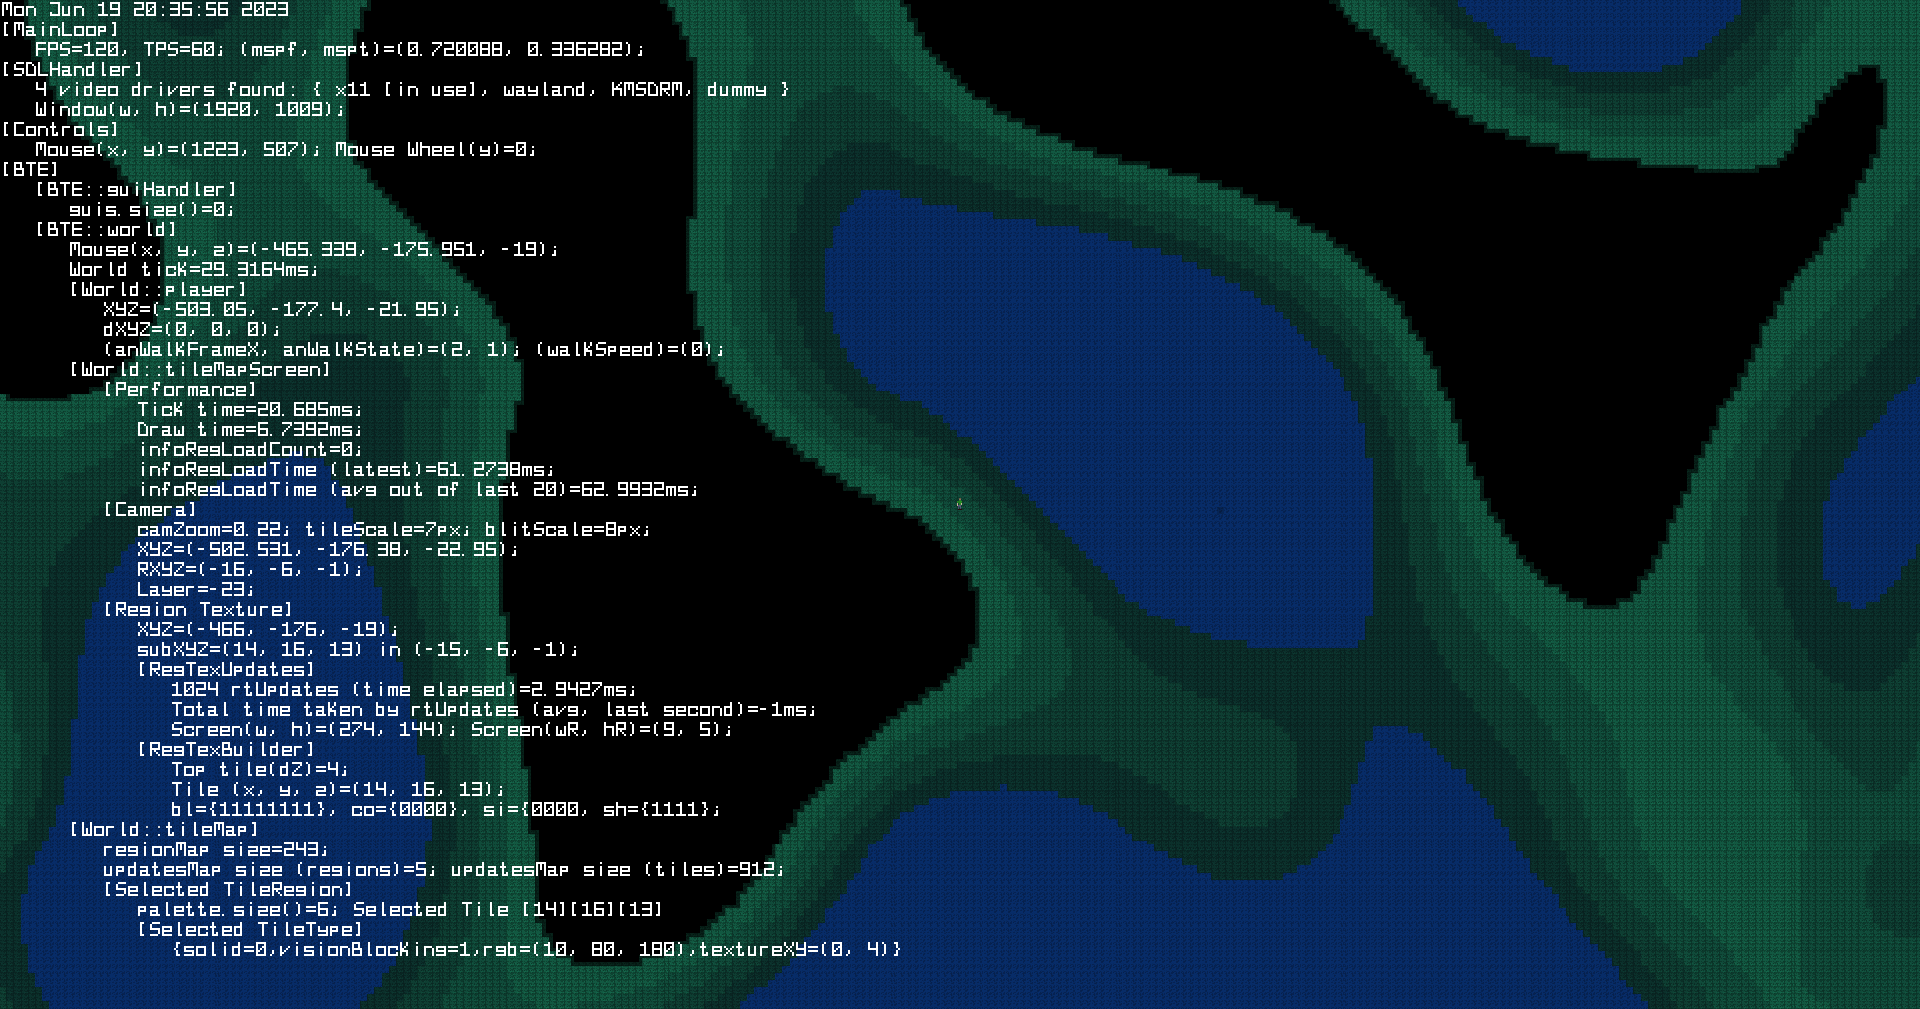 Mon Jun 19 20:35:56 2023
[MainLoop]
FPS=120, TPS=60; (mspf, mspt)=(0.720088, 0.336282);
[SDLHandler]
4 video drivers found: { x11 [in use], wayland, KMSDRM, dummy }
Window(w, h)=(1920, 1009);
[Controls]
Mouse(x, y)=(1223, 507); Mouse Wheel(y)=0;
[BTE]
[BTE::guiHandler]
guis.size()=0;
[BTE::world]
Mouse(x, y, z)=(-465.339, -175.951, -19);
World tick=29.3164ms;
[World::player]
XYZ=(-503.05, -177.4, -21.95);
dXYZ=(0, 0, 0);
(anWalkFrameX, anWalkState)=(2, 1); (walkSpeed)=(0);
[World::tileMapScreen]
[Performance]
Tick time=20.685ms;
Draw time=6.7392ms;
infoRegLoadCount=0;
infoRegLoadTime (latest)=61.2738ms;
infoRegLoadTime (avg out of last 20)=62.9932ms;
[Camera]
camZoom=0.22; tileScale=7px; blitScale=8px;
XYZ=(-502.531, -176.38, -22.95);
RXYZ=(-16, -6, -1);
Layer=-23;
[Region Texture]
XYZ=(-466, -176, -19);
subXYZ=(14, 16, 13) in (-15, -6, -1);
[RegTexUpdates]
1024 rtUpdates (time elapsed)=2.9427ms;
Total time taken by rtUpdates (avg, last second)=-1ms;
Screen(w, h)=(274, 144); Screen(wR, hR)=(9, 5);
[RegTexBuilder]
Top tile(dZ)=4;
Tile (x, y, z)=(14, 16, 13);
bl={11111111}, co={0000}, si={0000, sh={1111};
[World::tileMap]
regionMap size=243;
updatesMap size (regions)=5; updatesMap size (tiles)=912;
[Selected TileRegion]
palette.size()=6; Selected Tile [14][16][13]
[Selected TileType]
{solid=0,visionBlocking=1,rgb=(10, 80, 180),textureXY=(0, 4)}